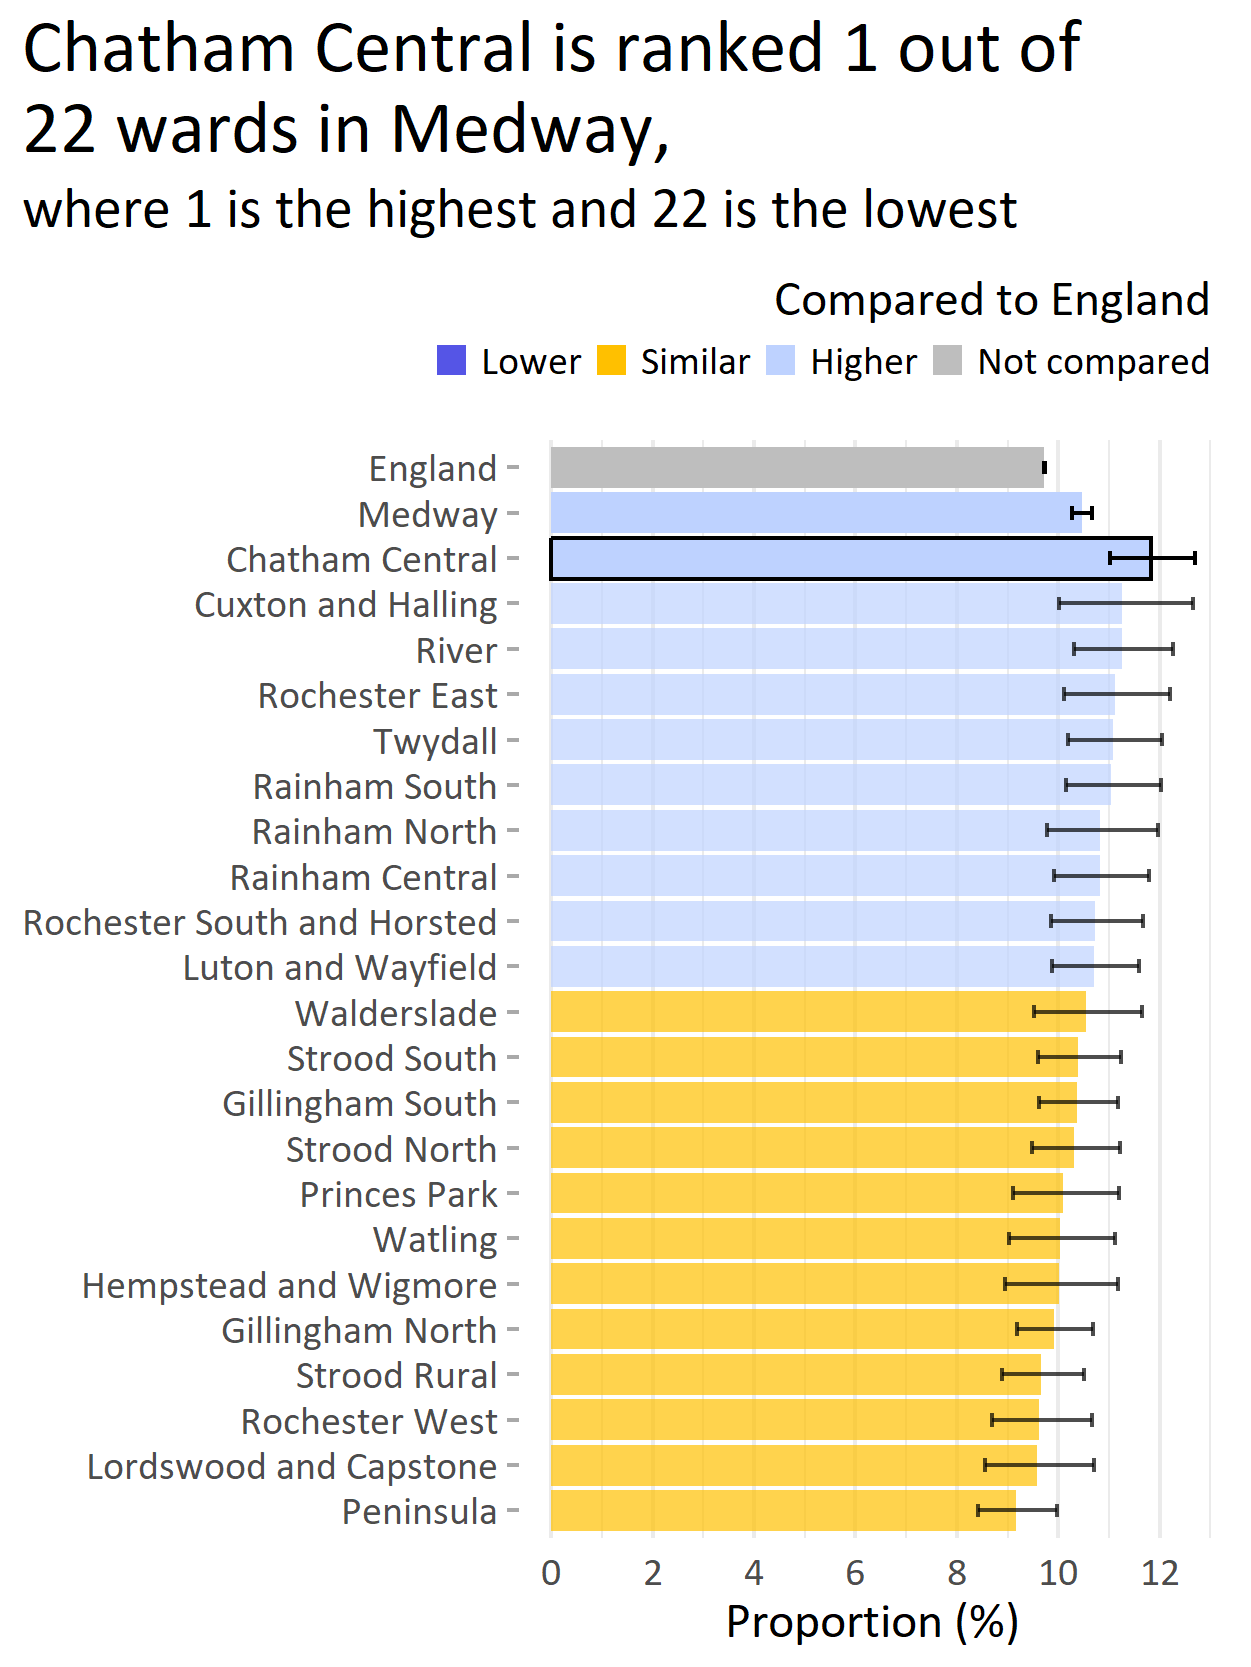 Chatham Central is ranked 1 out of
22 wards in Medway,
where 1 is the highest and 22 is the lowest
Compared to England
Lower Similar Higher Not compared
England
Medway
Chatham Central
Cuxton and Halling
River
Rochester East
Twydall
Rainham South
Rainham North
Rainham Central
Rochester South and Horsted
Luton and Wayfield
Walderslade
Strood South
Gillingham South
Strood North
Princes Park
Watling
Hempstead and Wigmore
Gillingham North
Strood Rural
Rochester West
Lordswood and Capstone
Peninsula
0 2 4 6 8 10 12
Proportion (%)